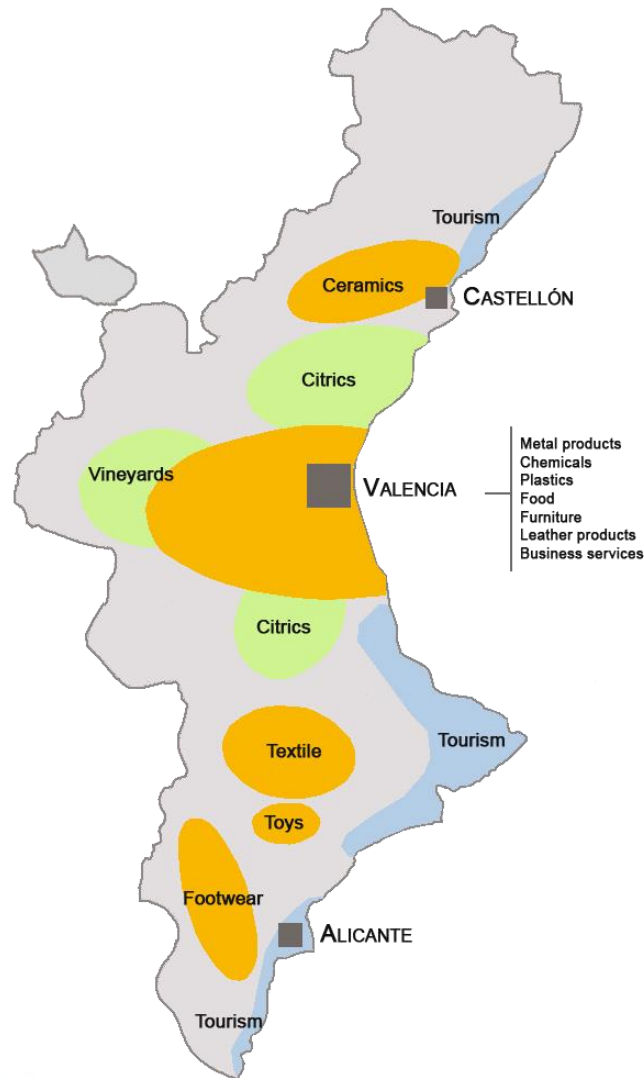 Tourism
Ceramics
CASTELLÓN
Citrics
Vineyards
VALENCIA
Metal products
Chemicals
Plastics
Food
Furniture
Leather products
Business services
Citrics
Textile
Tourism
Toys
Footwear
ALICANTE
Tourism